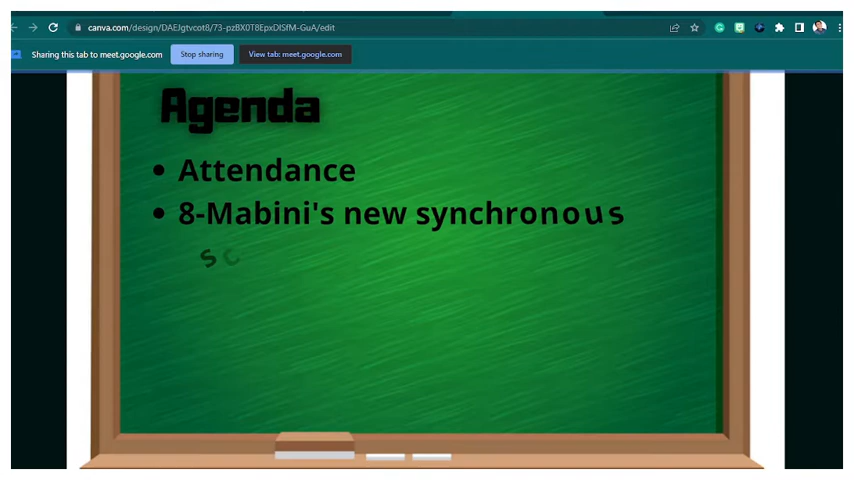 canva.com/design/DAEJgtvcot8/73-pzBX0T8EpxDISfM-GuA/edit
Sharing this tab to meet.google.com
Stop sharing
View tab: meet.google.com
Agenda
• Attendance
• 8-Mabini's new synchronous
sc